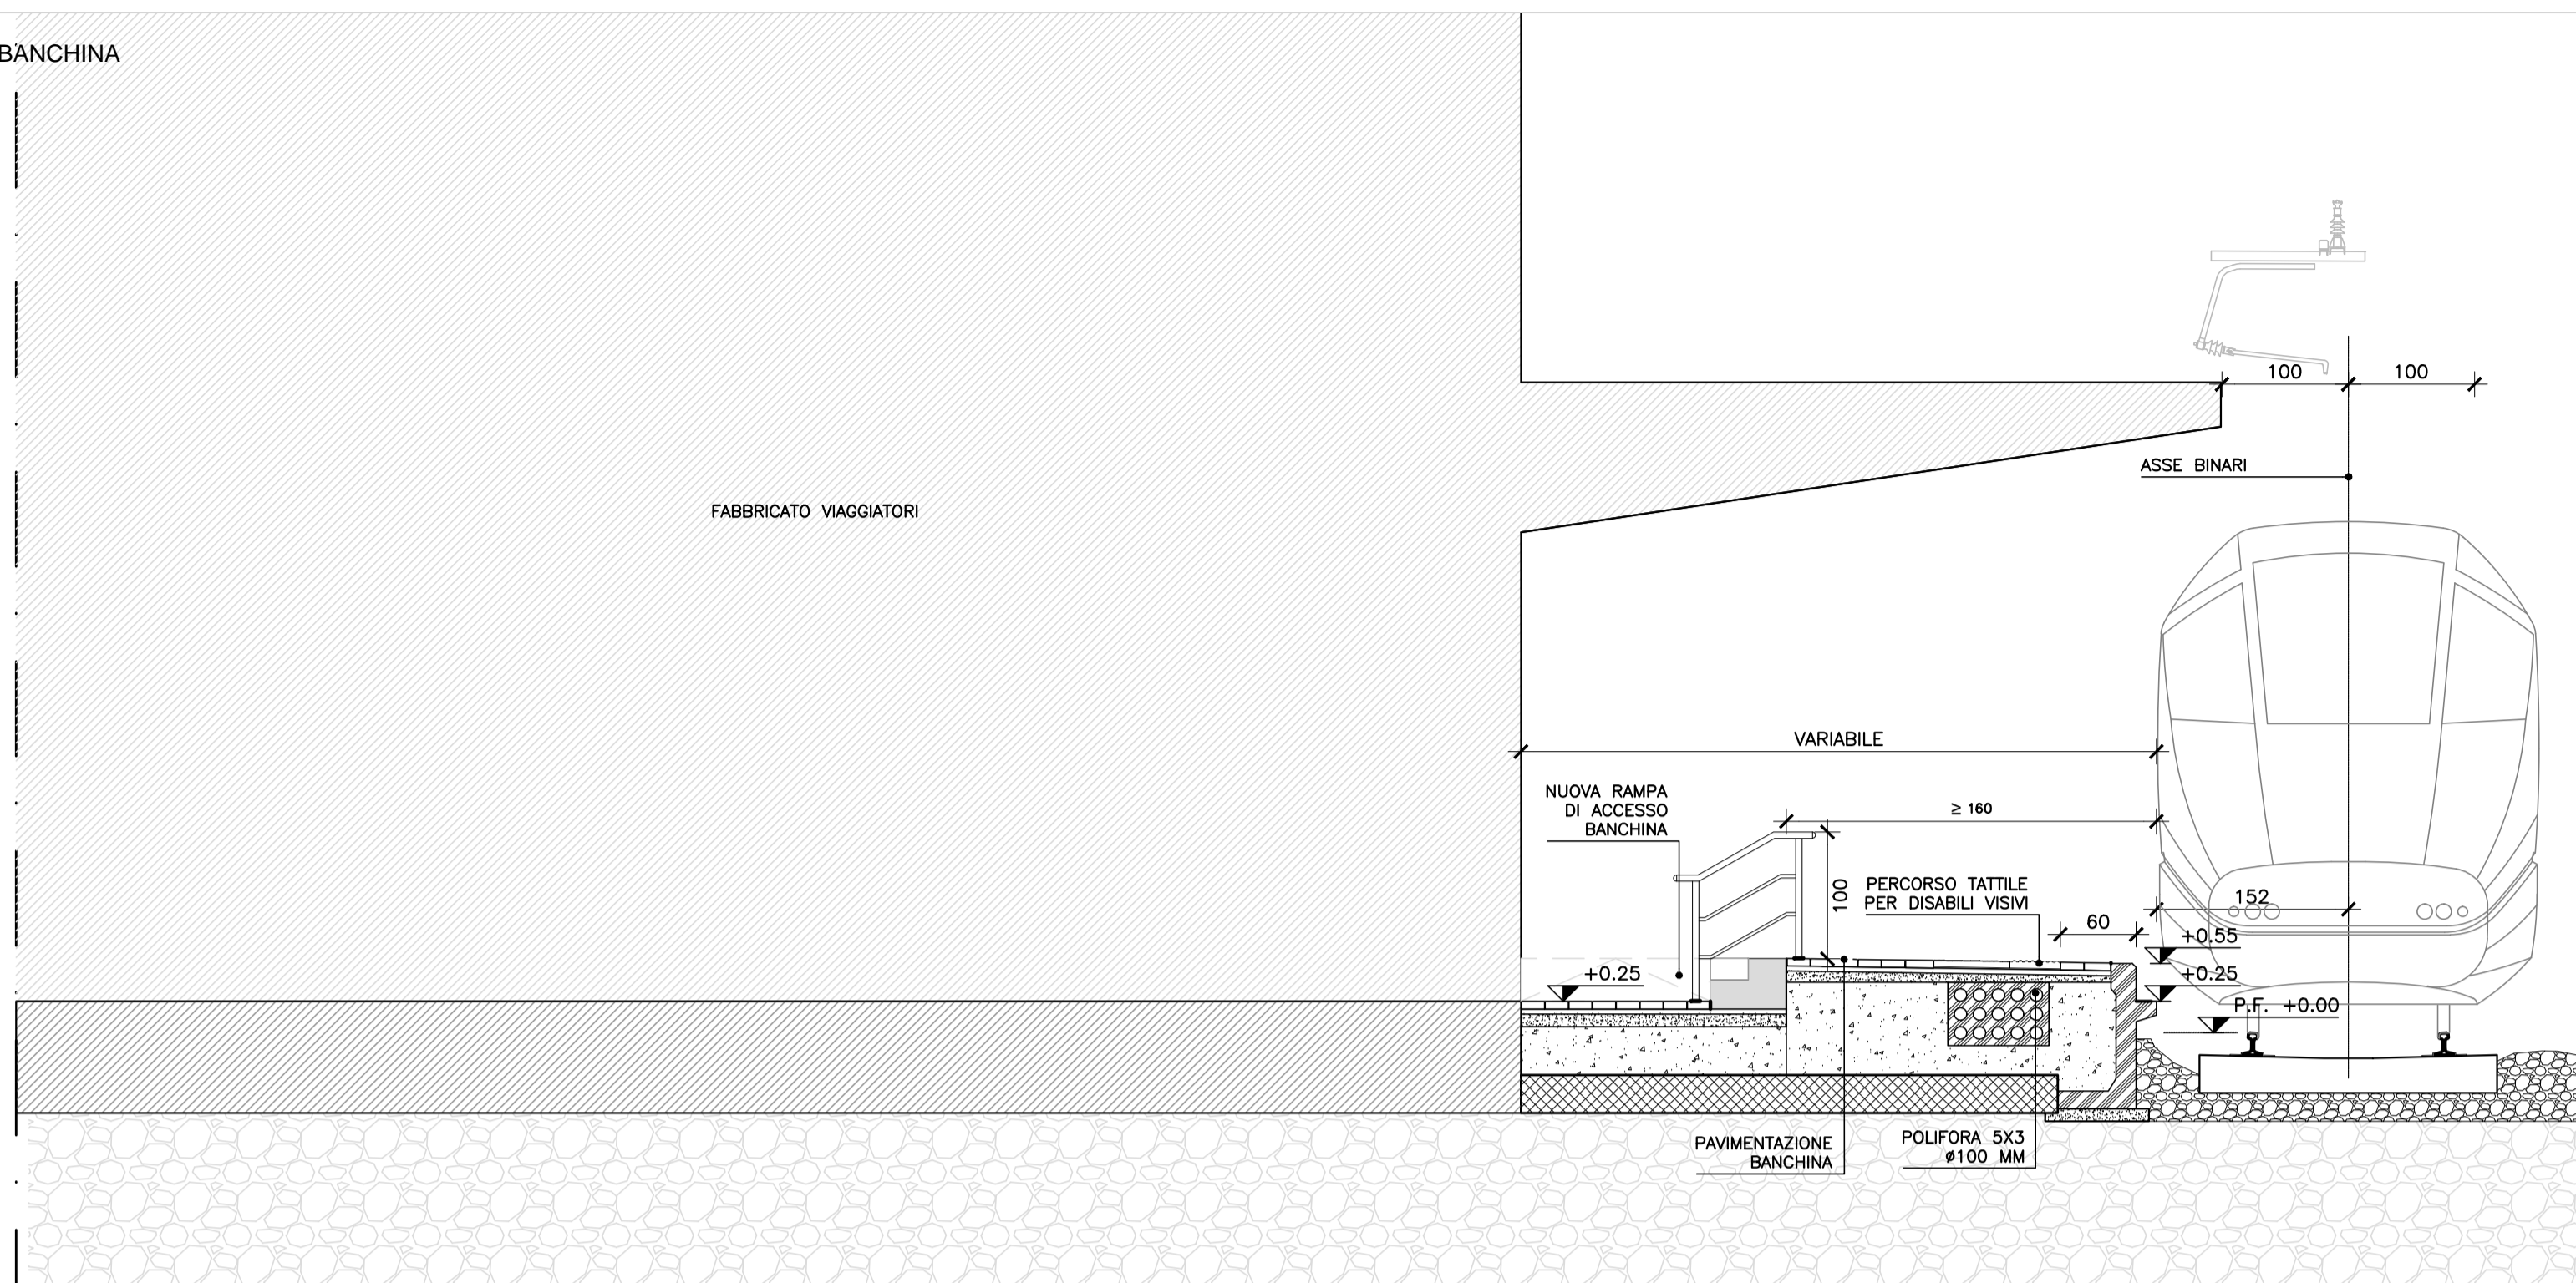 BANCHINA
100
100
ASSE BINARI
FABBRICATO VIAGGIATORI
VARIABILE
NUOVA RAMPA
DI ACCESSO
BANCHINA
≥ 160
100
PERCORSO TATTILE
PER DISABILI VISIVI
152
60
+0.55
+0.25
+0.25
P.F. +0.00
PAVIMENTAZIONE
BANCHINA
POLIFORA 5X3
ø100 MM